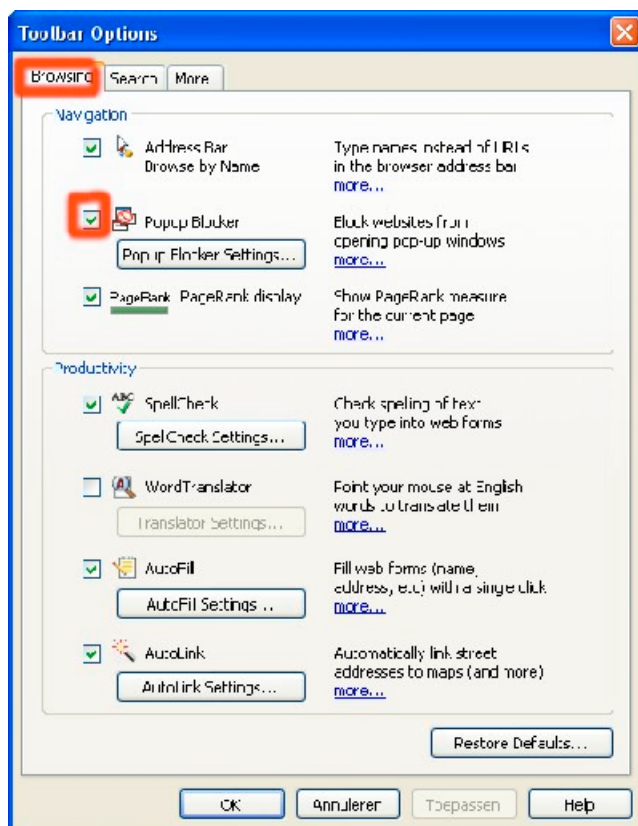 Toolbar Options
Browsing Search More
Navigation
Address Bar
Browse by Name
Type names instead of URLs
in the browser address bar
more...
Popup Blocker
Popup Blocker Settings...
Block websites from
opening pop-up windows
more...
PageRank PageRank display
Show PageRank measure
for the current page
more...
Productivity
ABC SpellCheck
SpellCheck Settings...
Check spelling of text
you type into web forms
more...
WordTranslator
Translator Settings...
Point your mouse at English
words to translate them
more...
AutoFill
AutoFill Settings...
Fill web forms (name,
address, etc) with a single click
more...
AutoLink
AutoLink Settings...
Automatically link street
addresses to maps (and more)
more...
Restore Defaults...
OK Annuleren Toepassen Help